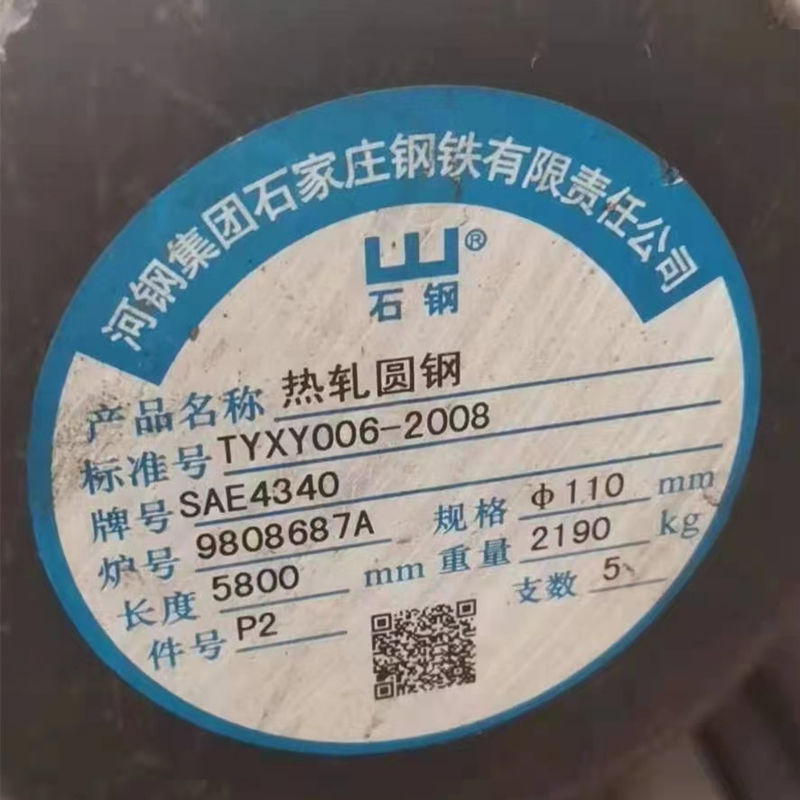 河钢集团石家庄钢铁有限责任公司
®
石钢
产品名称 热轧圆钢
标准号 TYXY006-2008
牌号 SAE4340
炉号 9808687A 规格 Φ110 mm
长度 5800 mm 重量 2190 kg
件号 P2 支数 5